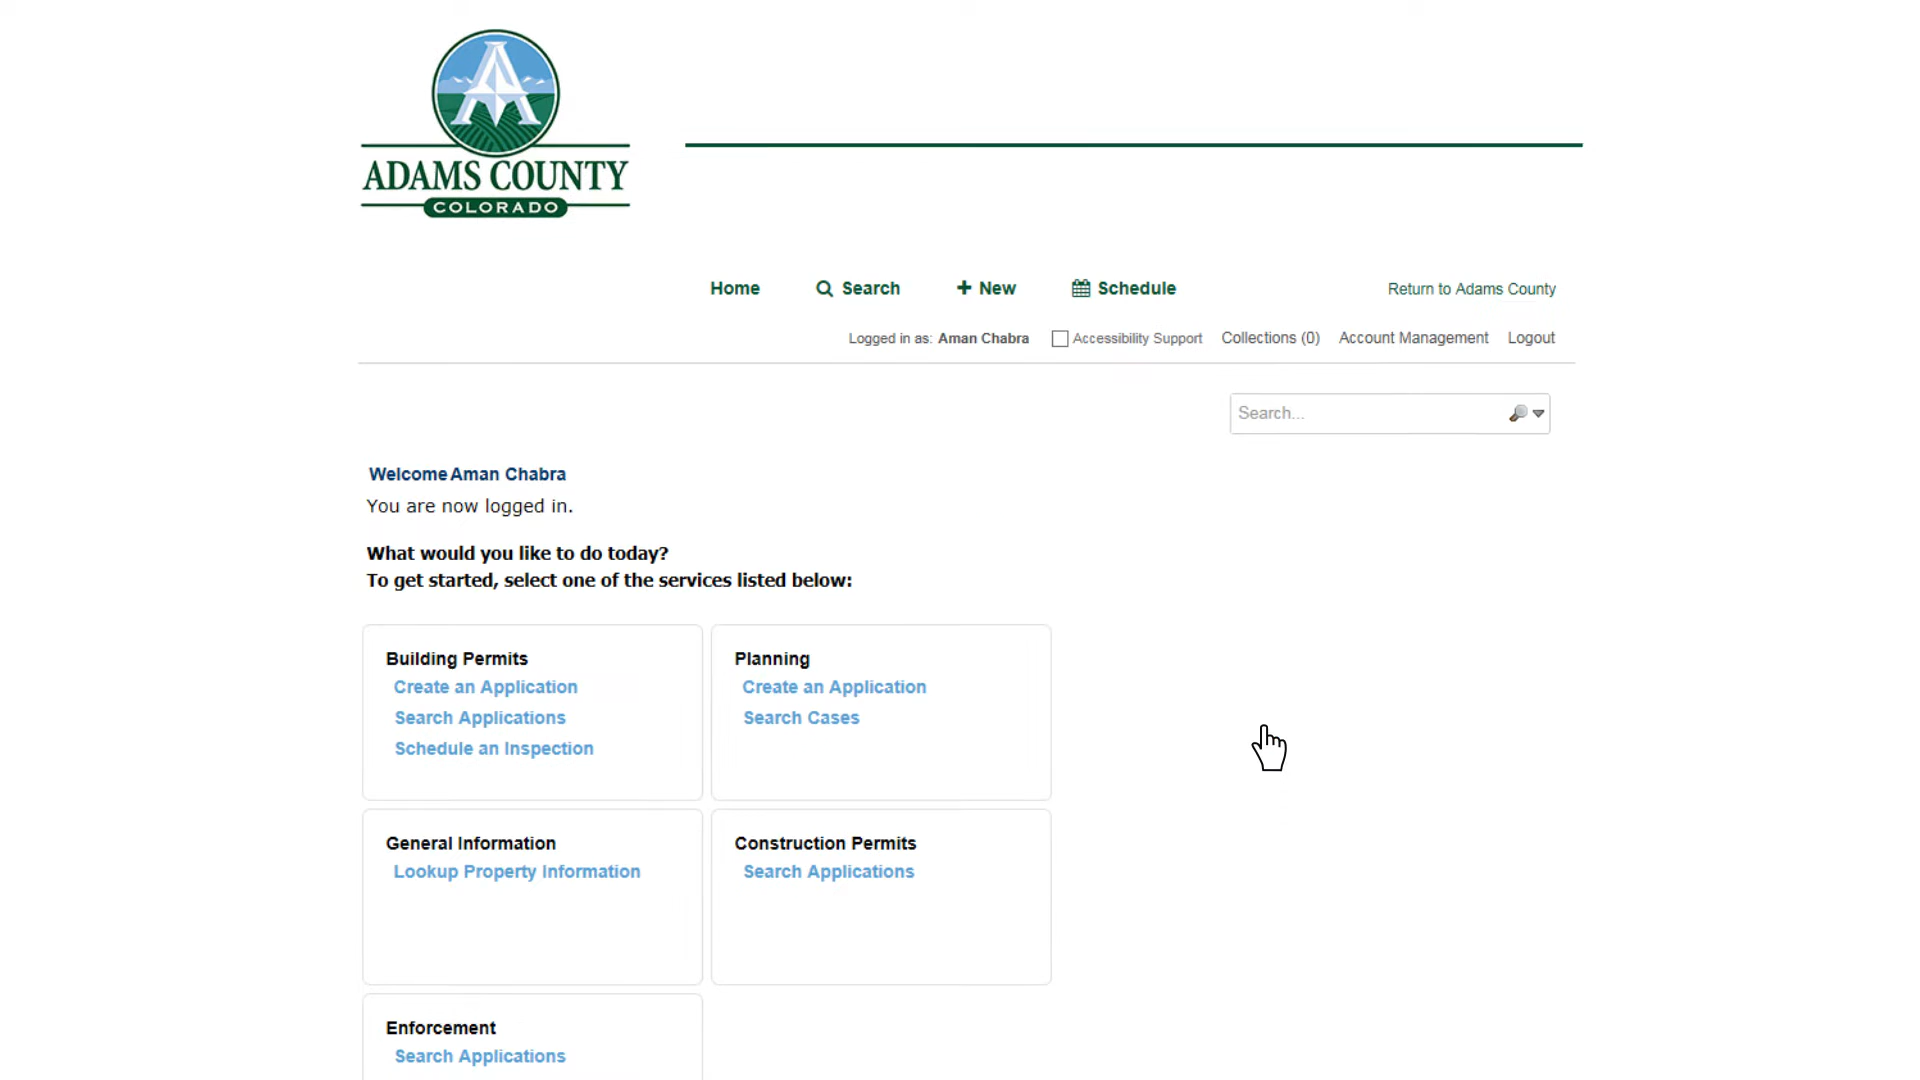 ADAMS COUNTY
COLORADO
Home Search New Schedule Return to Adams County
Logged in as: Aman Chabra Accessibility Support Collections (0) Account Management Logout
Search...
Welcome Aman Chabra
You are now logged in.
What would you like to do today?
To get started, select one of the services listed below:
Building Permits
Create an Application
Search Applications
Schedule an Inspection
Planning
Create an Application
Search Cases
General Information
Lookup Property Information
Construction Permits
Search Applications
Enforcement
Search Applications